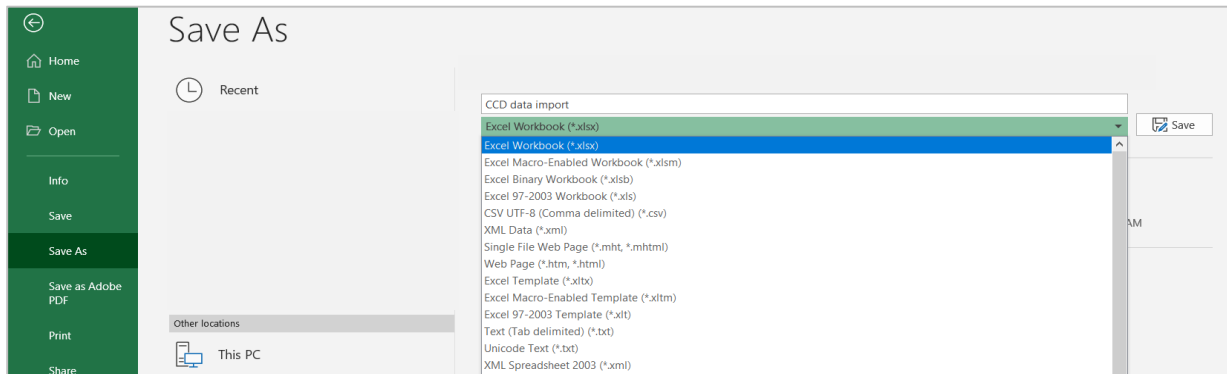 Save As
Home
New
Open
Info
Save
Save As
Save as Adobe
PDF
Print
Share
Recent
Other locations
This PC
CCD data import
Excel Workbook (*.xlsx)
Save
Excel Workbook (*.xlsx)
Excel Macro-Enabled Workbook (*.xlsm)
Excel Binary Workbook (*.xlsb)
Excel 97-2003 Workbook (*.xls)
CSV UTF-8 (Comma delimited) (*.csv)
XML Data (*.xml)
Single File Web Page (*.mht, *.mhtml)
Web Page (*.htm, *.html)
Excel Template (*.xltx)
Excel Macro-Enabled Template (*.xltm)
Excel 97-2003 Template (*.xlt)
Text (Tab delimited) (*.txt)
Unicode Text (*.txt)
XML Spreadsheet 2003 (*.xml)
AM